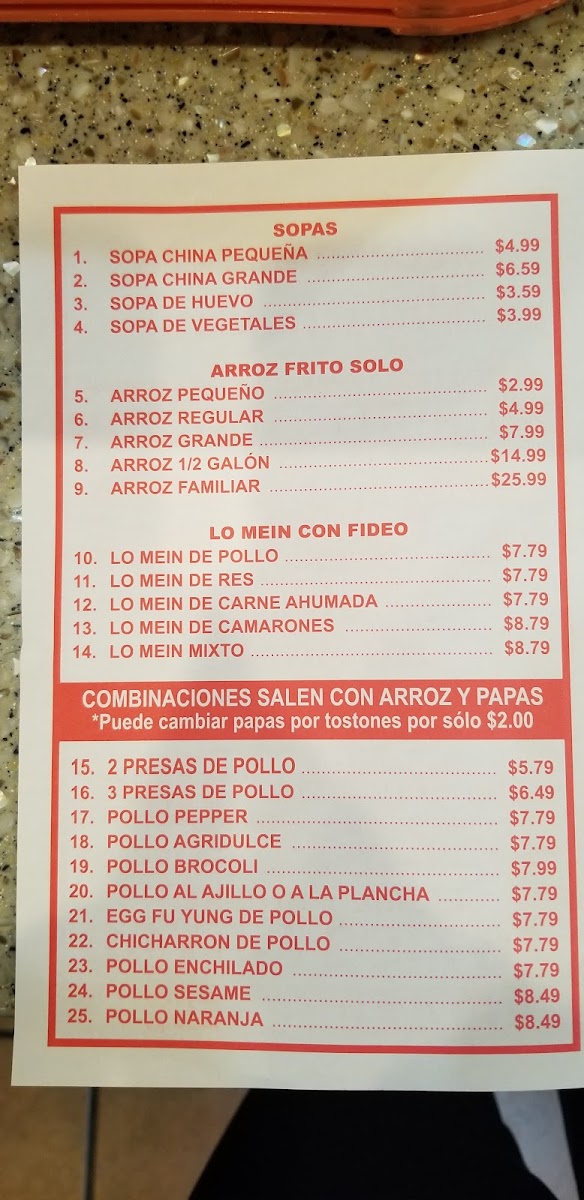 SOPAS
1. SOPA CHINA PEQUEÑA $4.99
2. SOPA CHINA GRANDE $6.59
3. SOPA DE HUEVO $3.59
4. SOPA DE VEGETALES $3.99
ARROZ FRITO SOLO
5. ARROZ PEQUEÑO $2.99
6. ARROZ REGULAR $4.99
7. ARROZ GRANDE $7.99
8. ARROZ 1/2 GALÓN $14.99
9. ARROZ FAMILIAR $25.99
LO MEIN CON FIDEO
10. LO MEIN DE POLLO $7.79
11. LO MEIN DE RES $7.79
12. LO MEIN DE CARNE AHUMADA $7.79
13. LO MEIN DE CAMARONES $8.79
14. LO MEIN MIXTO $8.79
COMBINACIONES SALEN CON ARROZ Y PAPAS
*Puede cambiar papas por tostones por sólo $2.00
15. 2 PRESAS DE POLLO $5.79
16. 3 PRESAS DE POLLO $6.49
17. POLLO PEPPER $7.79
18. POLLO AGRIDULCE $7.79
19. POLLO BROCOLI $7.99
20. POLLO AL AJILLO O A LA PLANCHA $7.79
21. EGG FU YUNG DE POLLO $7.79
22. CHICHARRON DE POLLO $7.79
23. POLLO ENCHILADO $7.79
24. POLLO SESAME $8.49
25. POLLO NARANJA $8.49